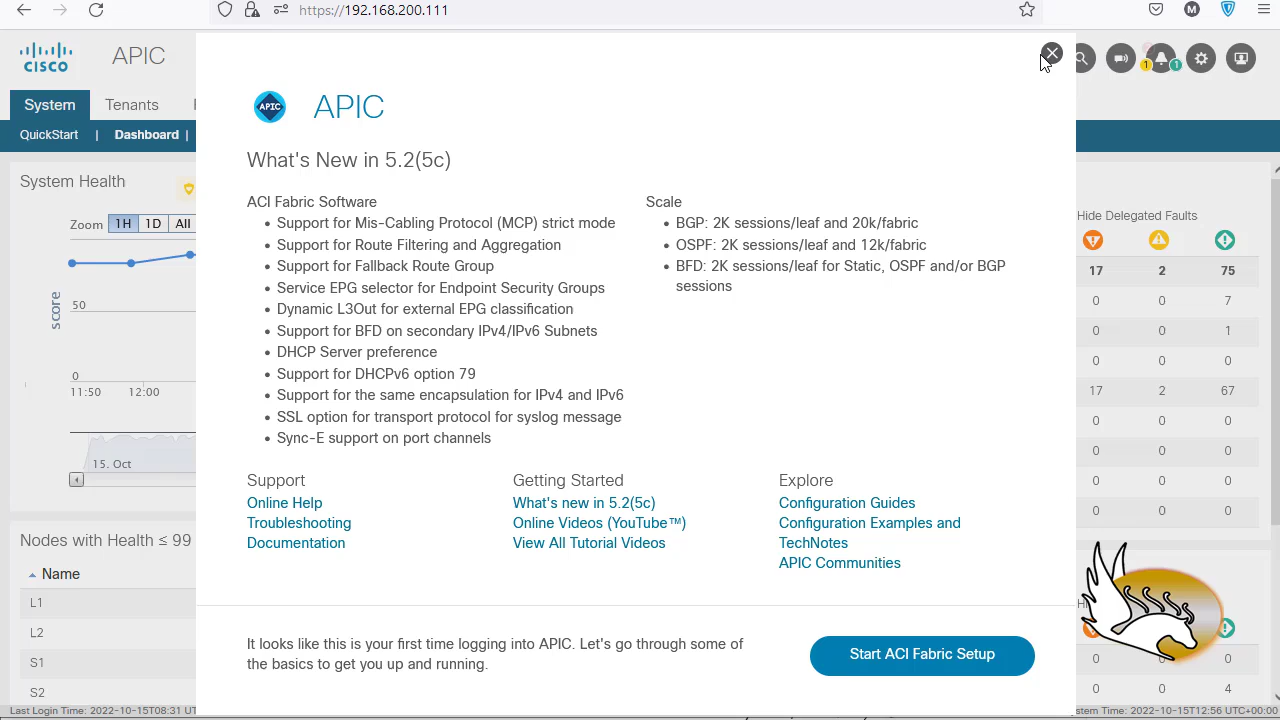 https://192.168.200.111
M
CISCO
APIC
1
1
System
Tenants
QuickStart | Dashboard |
System Health
Zoom 1H 1D All
score
50
0
11:50 12:00
15. Oct
Nodes with Health ≤ 99
Name
L1
L2
S1
S2
Last Login Time: 2022-10-15T08:31 UT
APIC
APIC
What's New in 5.2(5c)
ACI Fabric Software
• Support for Mis-Cabling Protocol (MCP) strict mode
• Support for Route Filtering and Aggregation
• Support for Fallback Route Group
• Service EPG selector for Endpoint Security Groups
• Dynamic L3Out for external EPG classification
• Support for BFD on secondary IPv4/IPv6 Subnets
• DHCP Server preference
• Support for DHCPv6 option 79
• Support for the same encapsulation for IPv4 and IPv6
• SSL option for transport protocol for syslog message
• Sync-E support on port channels
Scale
• BGP: 2K sessions/leaf and 20k/fabric
• OSPF: 2K sessions/leaf and 12k/fabric
• BFD: 2K sessions/leaf for Static, OSPF and/or BGP
sessions
Support
Online Help
Troubleshooting
Documentation
Getting Started
What's new in 5.2(5c)
Online Videos (YouTube™)
View All Tutorial Videos
Explore
Configuration Guides
Configuration Examples and
TechNotes
APIC Communities
It looks like this is your first time logging into APIC. Let's go through some of
the basics to get you up and running.
Start ACI Fabric Setup
Hide Delegated Faults
17 2 75
0 0 7
0 0 1
0 0 0
17 2 67
0 0 0
0 0 0
0 0 0
0 0 0
0 0 0
0 0 4
stem Time: 2022-10-15T12:56 UTC+00:00